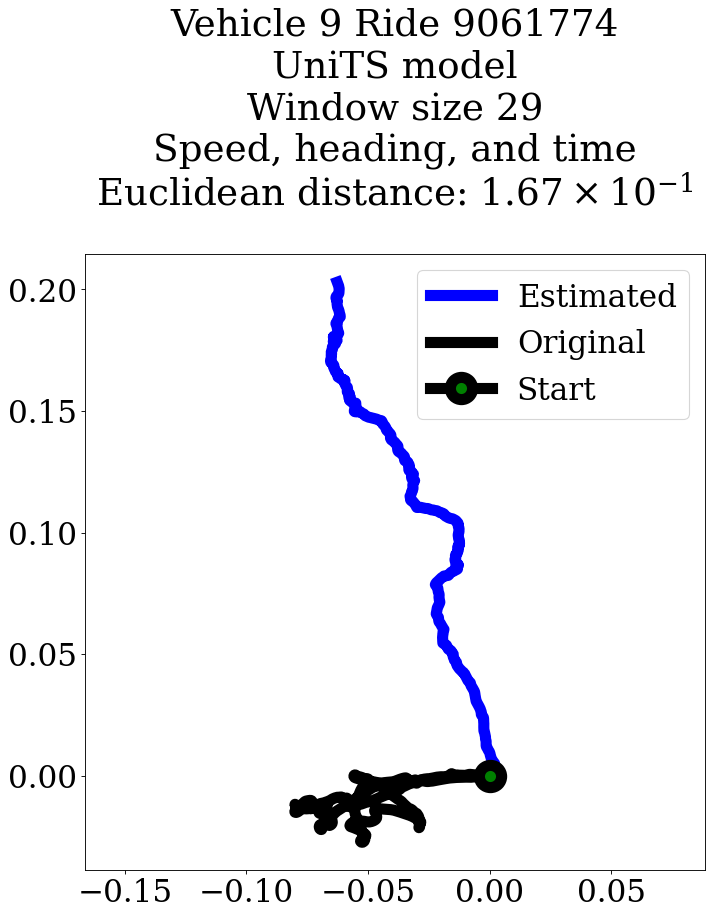 Vehicle 9 Ride 9061774
UniTS model
Window size 29
Speed, heading, and time
Euclidean distance: 1.67 × 10⁻¹
Estimated
Original
Start
0.20
0.15
0.10
0.05
0.00
−0.15 −0.10 −0.05 0.00 0.05